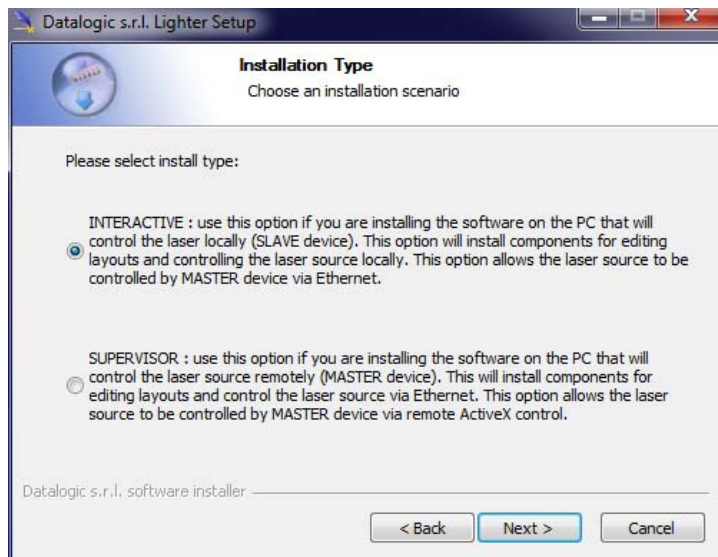 Datalogic s.r.l. Lighter Setup
Installation Type
Choose an installation scenario
Please select install type:
INTERACTIVE : use this option if you are installing the software on the PC that will
control the laser locally (SLAVE device). This option will install components for editing
layouts and controlling the laser source locally. This option allows the laser source to be
controlled by MASTER device via Ethernet.
SUPERVISOR : use this option if you are installing the software on the PC that will
control the laser source remotely (MASTER device). This will install components for
editing layouts and control the laser source via Ethernet. This option allows the laser
source to be controlled by MASTER device via remote ActiveX control.
Datalogic s.r.l. software installer
< Back Next > Cancel